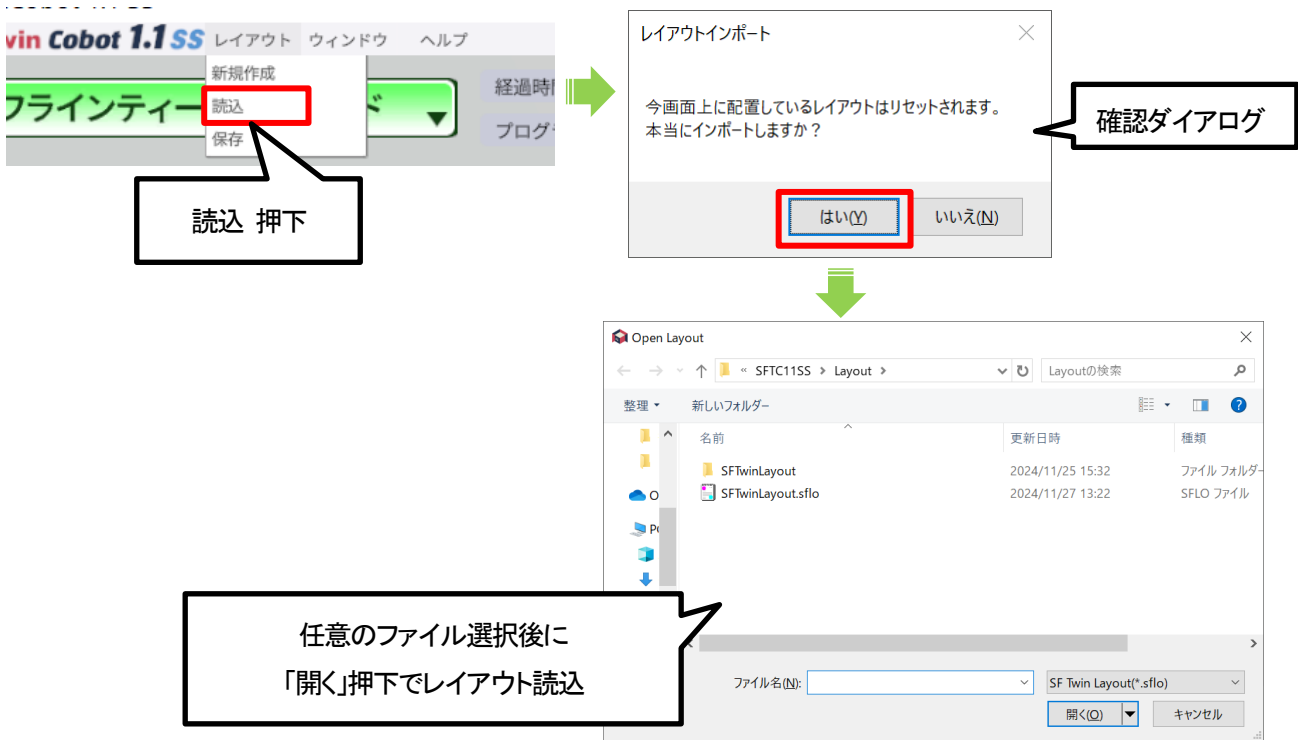 vin Cobot 1.1 SS レイアウト ウィンドウ ヘルプ
新規作成
読込
保存
フラインティー
経過時
プログ
読込 押下
レイアウトインポート
今画面上に配置しているレイアウトはリセットされます。
本当にインポートしますか？
はい(Y) いいえ(N)
確認ダイアログ
Open Layout
« SFTC11SS > Layout >
Layoutの検索
整理 新しいフォルダー
名前 更新日時 種類
SFTwinLayout 2024/11/25 15:32 ファイル フォルダー
SFTwinLayout.sflo 2024/11/27 13:22 SFLO ファイル
O
PC
任意のファイル選択後に
「開く」押下でレイアウト読込
ファイル名(N): SF Twin Layout(*.sflo)
開く(O) キャンセル